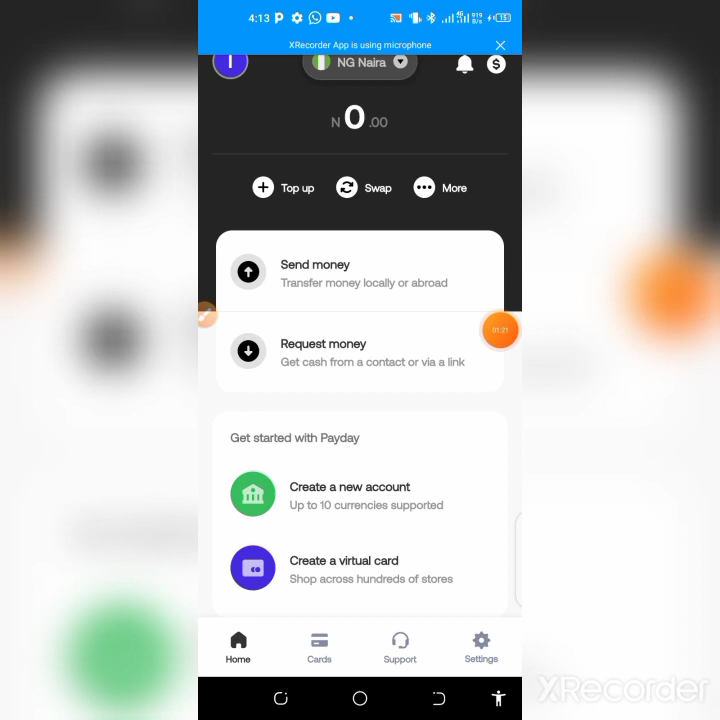 4:13
XRecorder App is using microphone
I
NG Naira
N 0 .00
Top up
Swap
More
Send money
Transfer money locally or abroad
01:21
Request money
Get cash from a contact or via a link
Get started with Payday
Create a new account
Up to 10 currencies supported
Create a virtual card
Shop across hundreds of stores
Home
Cards
Support
Settings
XRecorder